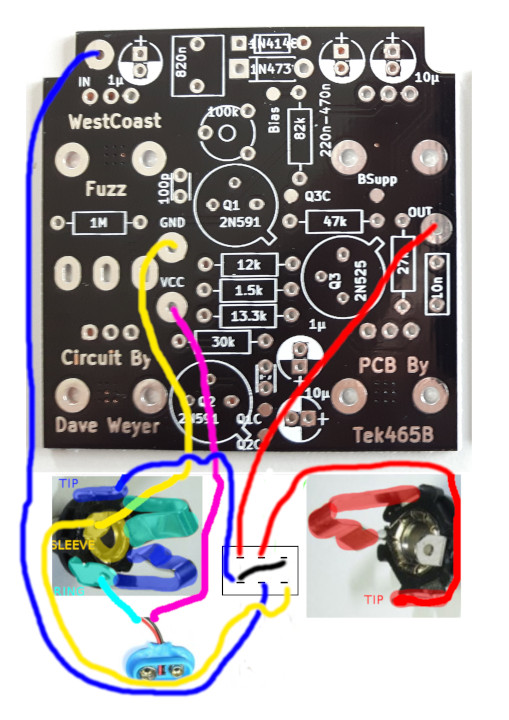 1N4148
820n
1N473
IN
1µ
10µ
WestCoast
100k
Bias
82k
220n-470n
100p
Fuzz
BSupp
Q1
2N591
Q3C
1M
GND
47k
OUT
12k
Q3
2N525
27k
VCC
1.5k
10n
13.3k
1µ
Circuit By
30k
PCB By
Q2
2N591
10µ
Dave Weyer
Q1C
Q2C
Tek465B
TIP
SLEEVE
RING
TIP